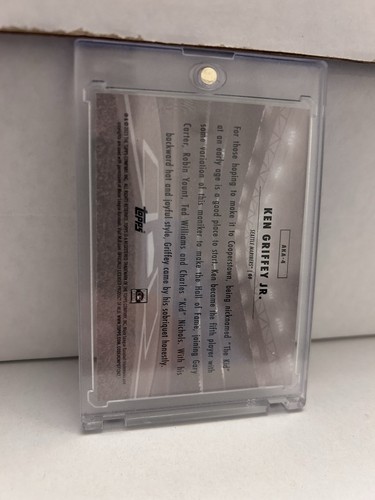 AKA-4
KEN GRIFFEY JR.
SEATTLE MARINERS | OF
For those hoping to make it to Cooperstown, being nicknamed "The Kid"
at an early age is a good place to start. Ken became the fifth player with
some variation of this moniker to make the Hall of Fame, joining Gary
Carter, Robin Yount, Ted Williams and Charles "Kid" Nichols. With his
backward hat and joyful style, Griffey came by his sobriquet honestly.
Topps